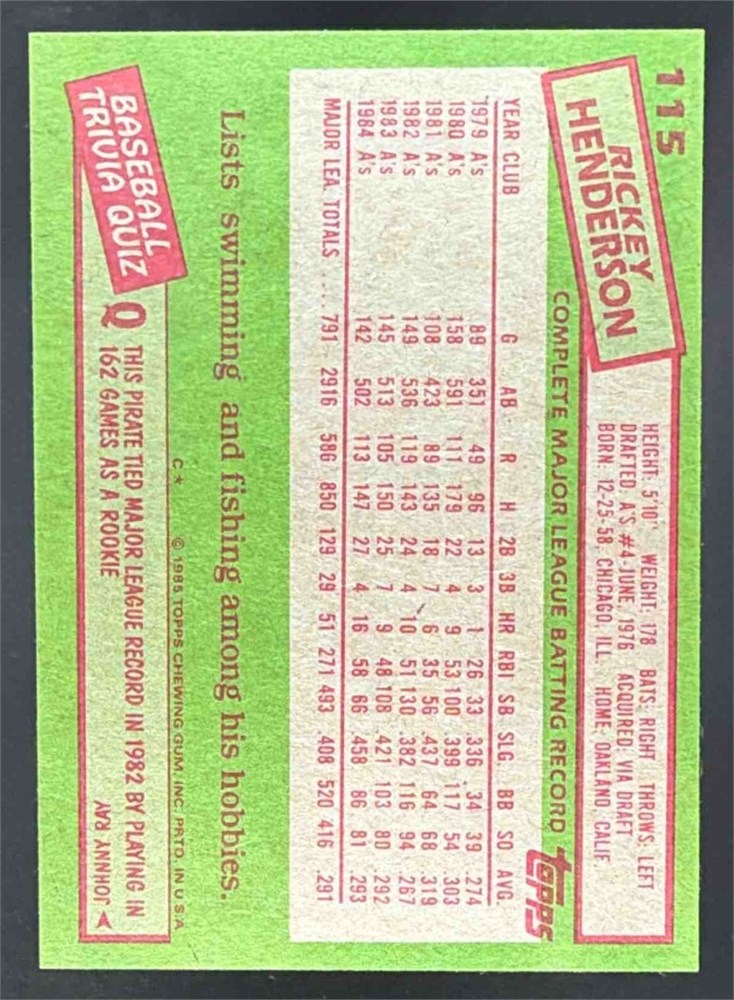 115
RICKEY
HENDERSON
HEIGHT: 5'10" WEIGHT: 178 BATS: RIGHT THROWS: LEFT
DRAFTED: A'S #4-JUNE, 1976 ACQUIRED: VIA DRAFT
BORN: 12-25-58, CHICAGO, ILL. HOME: OAKLAND, CALIF.
COMPLETE MAJOR LEAGUE BATTING RECORD topps
YEAR CLUB G AB R H 2B 3B HR RBI SB SLG. BB SO AVG.
1979 A's 89 351 49 96 13 3 1 26 33 .336 34 39 .274
1980 A's 158 591 111 179 22 4 9 53 100 .399 117 54 .303
1981 A's 108 423 89 135 18 7 6 35 56 .437 64 68 .319
1982 A's 149 536 119 143 24 4 10 51 130 .382 116 94 .267
1983 A's 145 513 105 150 25 7 9 48 108 .421 103 80 .292
1984 A's 142 502 113 147 27 4 16 58 66 .458 86 81 .293
MAJOR LEA. TOTALS .... 791 2916 586 850 129 29 51 271 493 .408 520 416 .291
Lists swimming and fishing among his hobbies.
C* © 1985 TOPPS CHEWING GUM, INC. PRTD. IN U.S.A.
BASEBALL
TRIVIA QUIZ
Q THIS PIRATE TIED MAJOR LEAGUE RECORD IN 1982 BY PLAYING IN
162 GAMES AS A ROOKIE
JOHNNY RAY